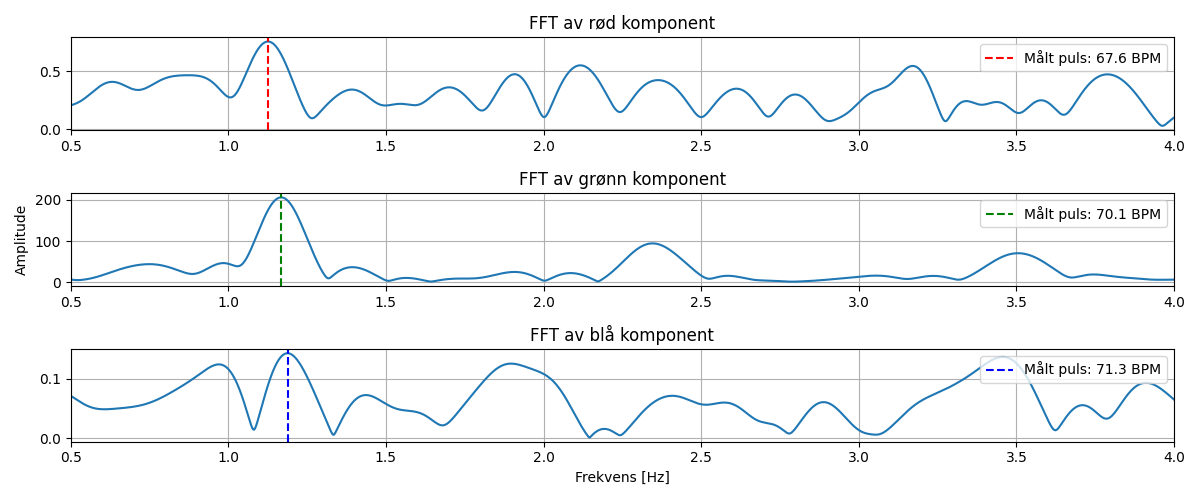 FFT av rød komponent
0.5
0.0
Målt puls: 67.6 BPM
0.5 1.0 1.5 2.0 2.5 3.0 3.5 4.0
FFT av grønn komponent
Amplitude
200
100
0
Målt puls: 70.1 BPM
0.5 1.0 1.5 2.0 2.5 3.0 3.5 4.0
FFT av blå komponent
0.1
0.0
Målt puls: 71.3 BPM
0.5 1.0 1.5 2.0 2.5 3.0 3.5 4.0
Frekvens [Hz]